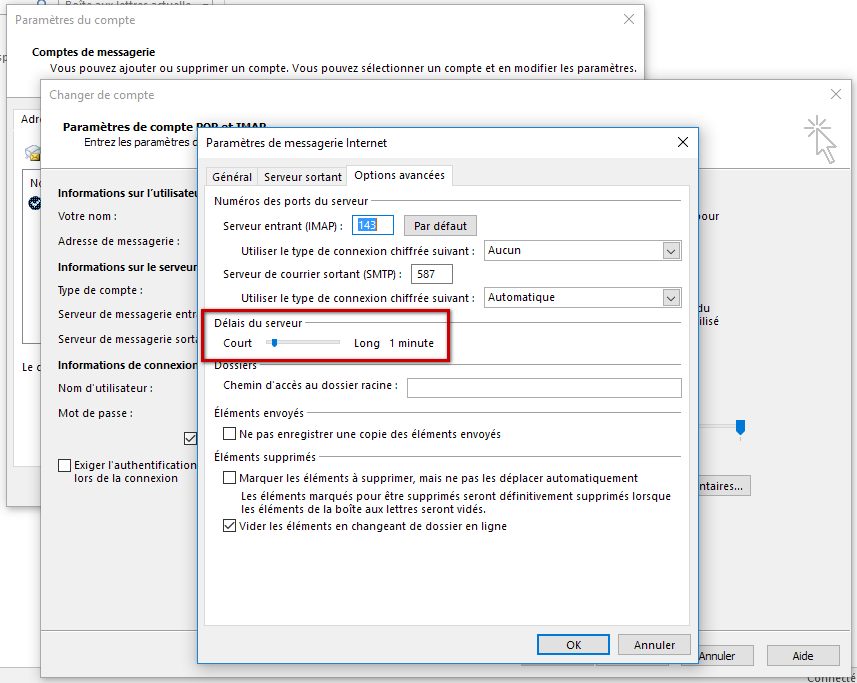 Boîte aux lettres actuelle
Paramètres du compte
Comptes de messagerie
Vous pouvez ajouter ou supprimer un compte. Vous pouvez sélectionner un compte et en modifier les paramètres.
Changer de compte
Paramètres de compte POP et IMAP
Entrez les paramètres
Paramètres de messagerie Internet
Général
Serveur sortant
Options avancées
Numéros des ports du serveur
Serveur entrant (IMAP) :
143
Par défaut
Utiliser le type de connexion chiffrée suivant :
Aucun
Serveur de courrier sortant (SMTP) :
587
Utiliser le type de connexion chiffrée suivant :
Automatique
Délais du serveur
Court
Long
1 minute
Dossiers
Chemin d'accès au dossier racine :
Éléments envoyés
Ne pas enregistrer une copie des éléments envoyés
Éléments supprimés
Marquer les éléments à supprimer, mais ne pas les déplacer automatiquement
Les éléments marqués pour être supprimés seront définitivement supprimés lorsque
les éléments de la boîte aux lettres seront vidés.
Vider les éléments en changeant de dossier en ligne
OK
Annuler
Informations sur l'utilisateu
Votre nom :
Adresse de messagerie :
Informations sur le serveur
Type de compte :
Serveur de messagerie entra
Serveur de messagerie sorta
Informations de connexion
Nom d'utilisateur :
Mot de passe :
Exiger l'authentification
lors de la connexion
Adre
No
Le c
our
du
ilisé
ntaires...
Annuler
Aide
Connecté